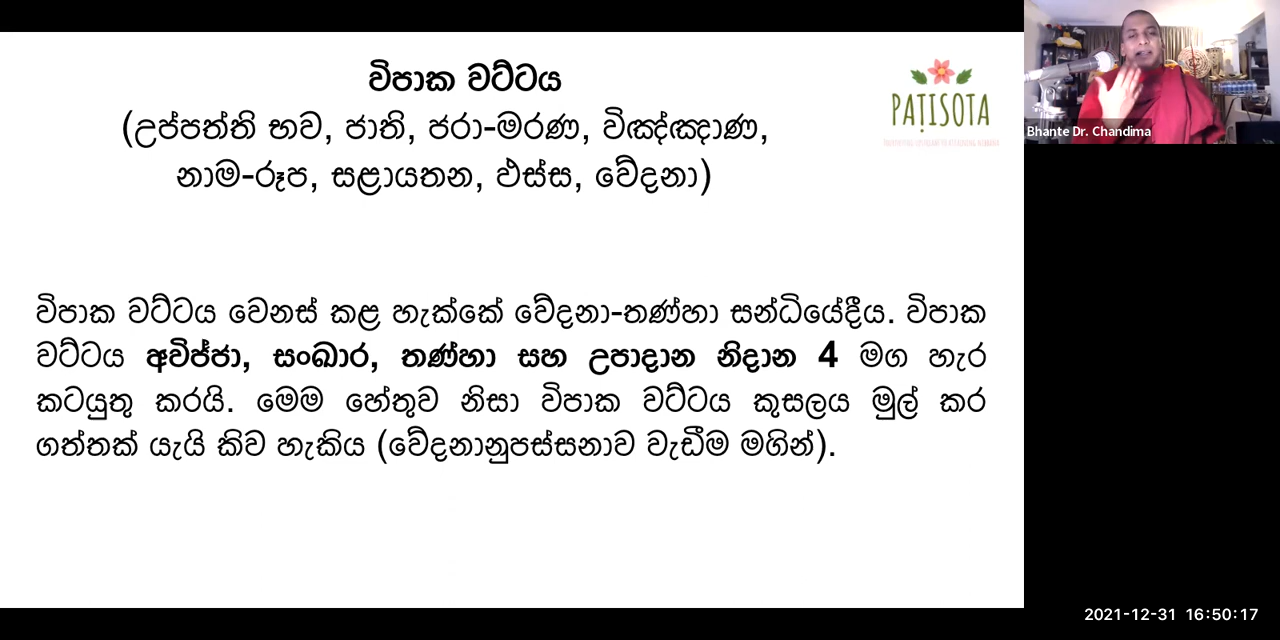 විපාක වට්ටය
(උප්පත්ති භව, ජාති, ජරා-මරණ, විඤ්ඤාණ,
නාම-රූප, සළායතන, ඵස්ස, වේදනා)
PAṬISOTA
විපාක වට්ටය වෙනස් කළ හැක්කේ වේදනා-තණ්හා සන්ධියේදීය. විපාක
වට්ටය අවිජ්ජා, සංඛාර, තණ්හා සහ උපාදාන නිදාන 4 මග හැර
කටයුතු කරයි. මෙම හේතුව නිසා විපාක වට්ටය කුසලය මුල් කර
ගත්තක් යැයි කිව හැකිය (වේදනානුපස්සනාව වැඩීම මගින්).
Bhante Dr. Chandima
2021-12-31 16:50:17